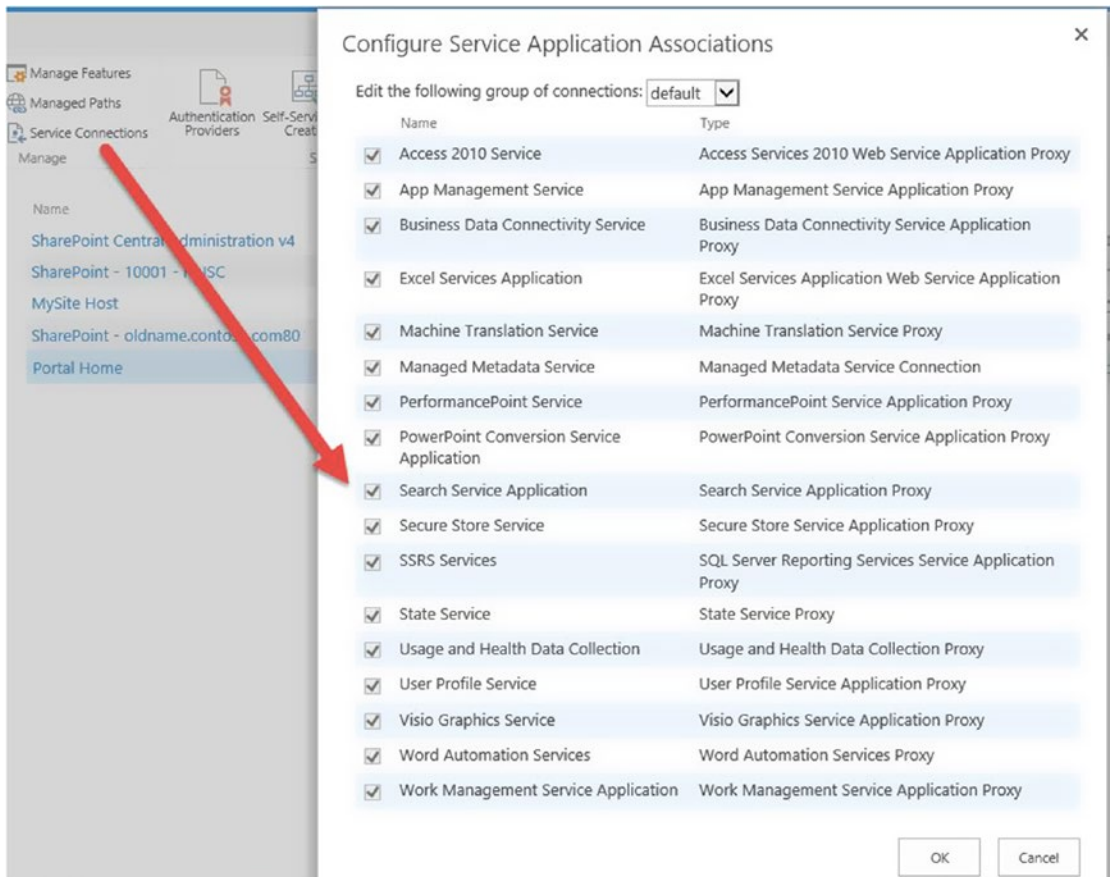 Manage Features
Managed Paths
Service Connections
Manage
Authentication
Providers
Self-Servi
Creat
S
Name
SharePoint Central dministration v4
SharePoint - 10001 -
MySite Host
SharePoint - oldname.conto com80
Portal Home
Configure Service Application Associations
Edit the following group of connections: default
Name Type
Access 2010 Service Access Services 2010 Web Service Application Proxy
App Management Service App Management Service Application Proxy
Business Data Connectivity Service Business Data Connectivity Service Application
Proxy
Excel Services Application Excel Services Application Web Service Application
Proxy
Machine Translation Service Machine Translation Service Proxy
Managed Metadata Service Managed Metadata Service Connection
PerformancePoint Service PerformancePoint Service Application Proxy
PowerPoint Conversion Service PowerPoint Conversion Service Application Proxy
Application
Search Service Application Search Service Application Proxy
Secure Store Service Secure Store Service Application Proxy
SSRS Services SQL Server Reporting Services Service Application
Proxy
State Service State Service Proxy
Usage and Health Data Collection Usage and Health Data Collection Proxy
User Profile Service User Profile Service Application Proxy
Visio Graphics Service Visio Graphics Service Application Proxy
Word Automation Services Word Automation Services Proxy
Work Management Service Application Work Management Service Application Proxy
OK Cancel